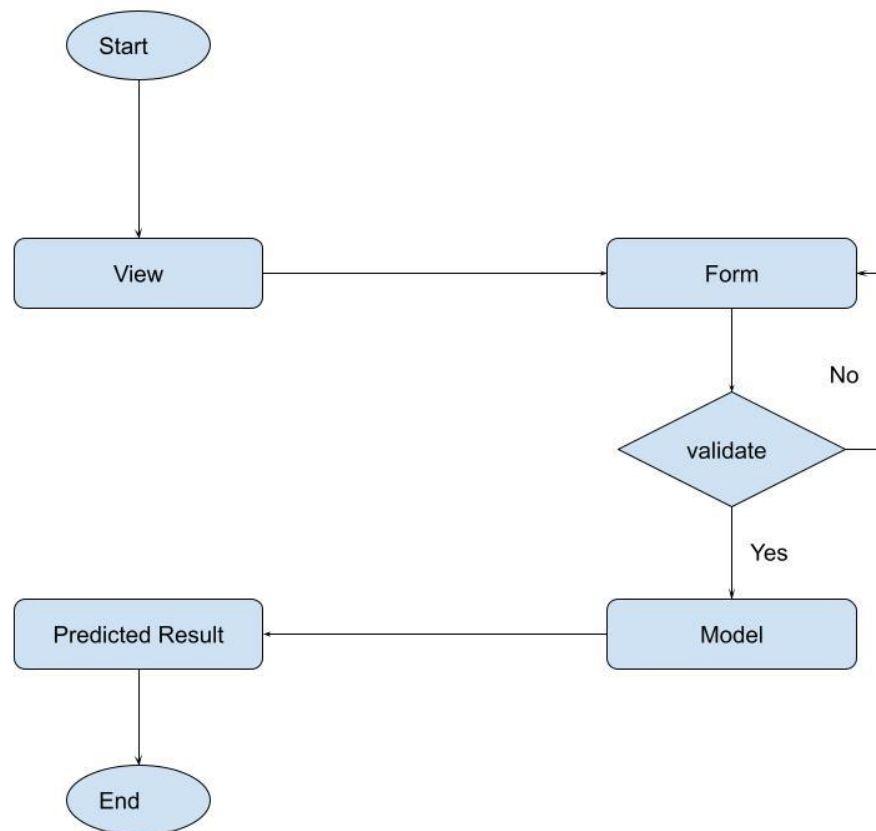 Start
View
Form
No
validate
Yes
Predicted Result
Model
End